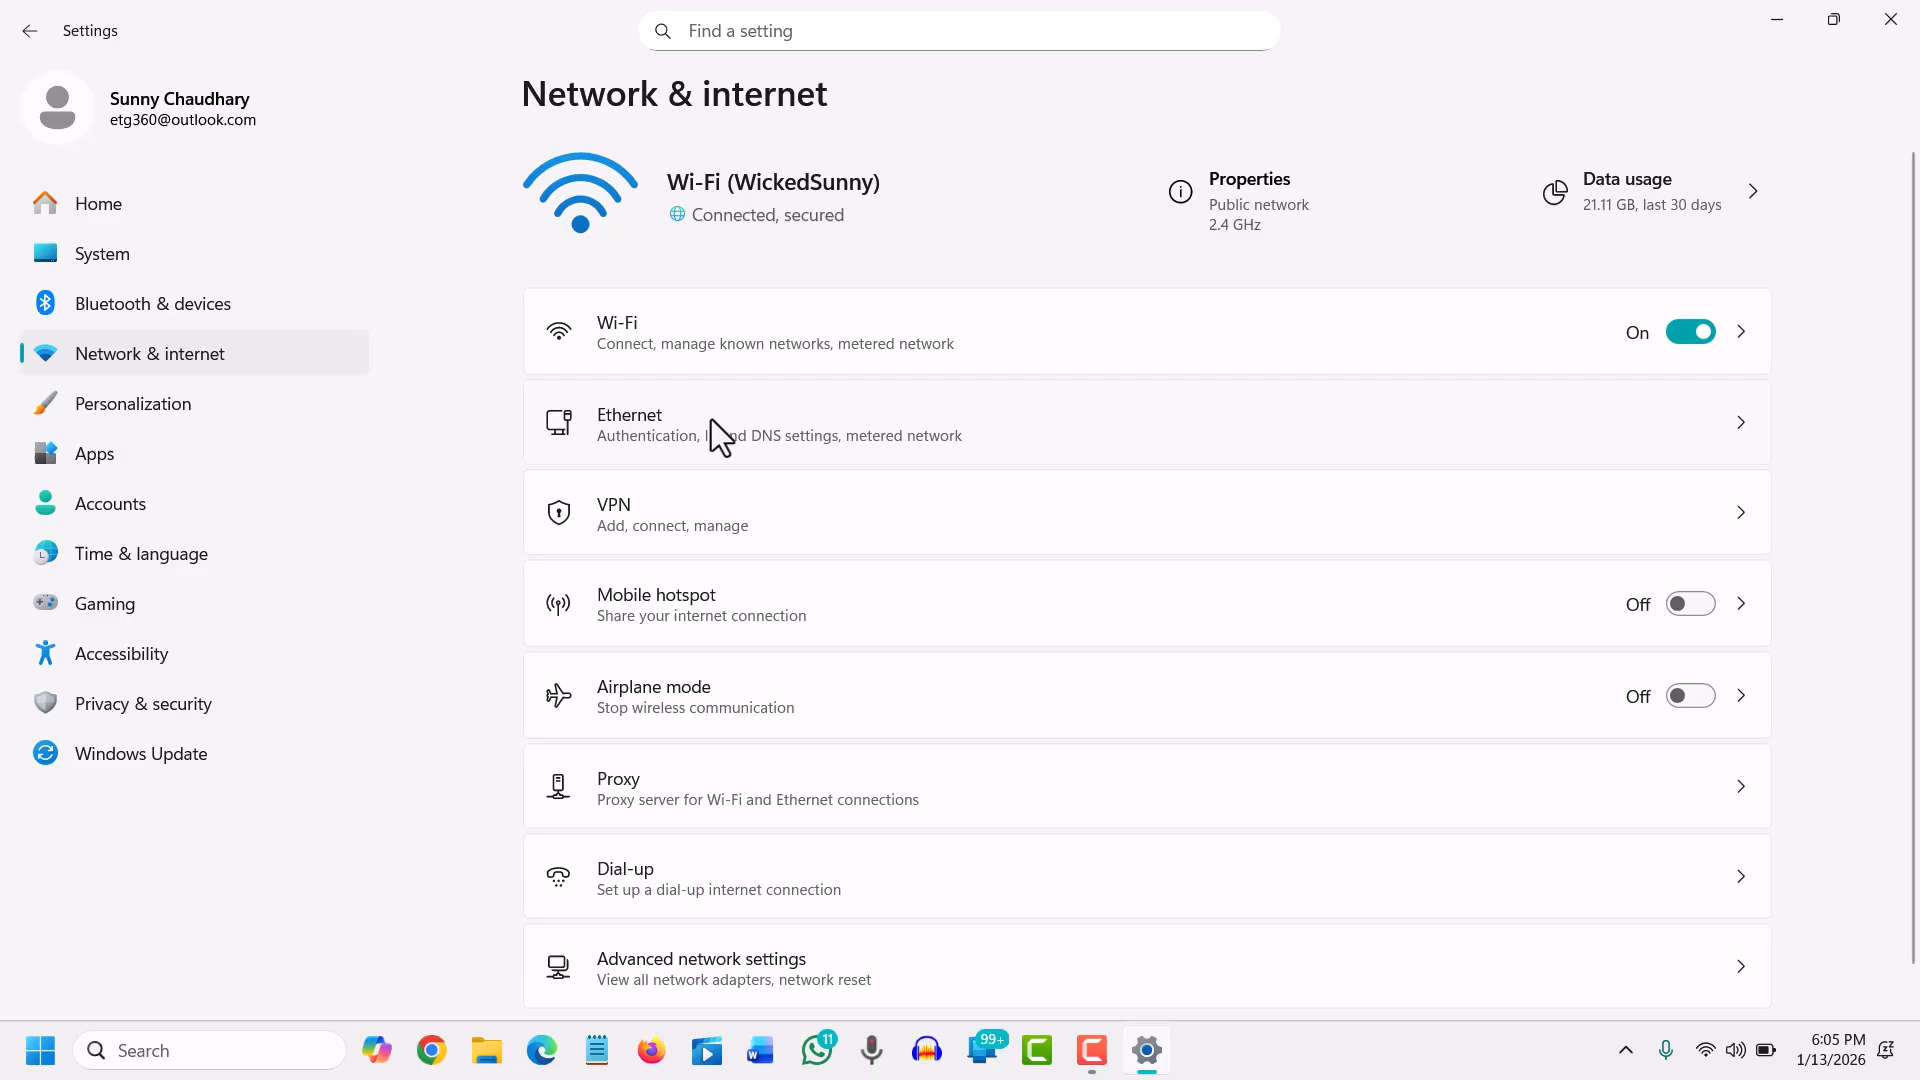 Settings
Find a setting
Sunny Chaudhary
etg360@outlook.com
Home
System
Bluetooth & devices
Network & internet
Personalization
Apps
Accounts
Time & language
Gaming
Accessibility
Privacy & security
Windows Update
Network & internet
Wi-Fi (WickedSunny)
Connected, secured
Properties
Public network
2.4 GHz
Data usage
21.11 GB, last 30 days
Wi-Fi
Connect, manage known networks, metered network
On
Ethernet
Authentication, DNS settings, metered network
VPN
Add, connect, manage
Mobile hotspot
Share your internet connection
Off
Airplane mode
Stop wireless communication
Off
Proxy
Proxy server for Wi-Fi and Ethernet connections
Dial-up
Set up a dial-up internet connection
Advanced network settings
View all network adapters, network reset
Search
11
99+
6:05 PM
1/13/2026